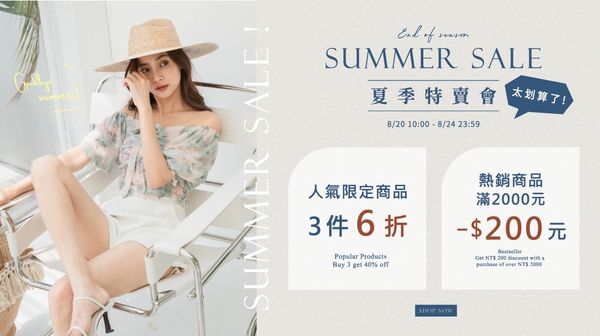 Goodbye
summer!
SUMMER SALE!
End of season
SUMMER SALE
夏季特賣會
太划算了!
8/20 10:00 - 8/24 23:59
人氣限定商品
3件6折
Popular Products
Buy 3 get 40% off
熱銷商品
滿2000元
-$200元
Bestseller
Get NT$ 200 discount with a
purchase of over NT$ 2000
SHOP NOW